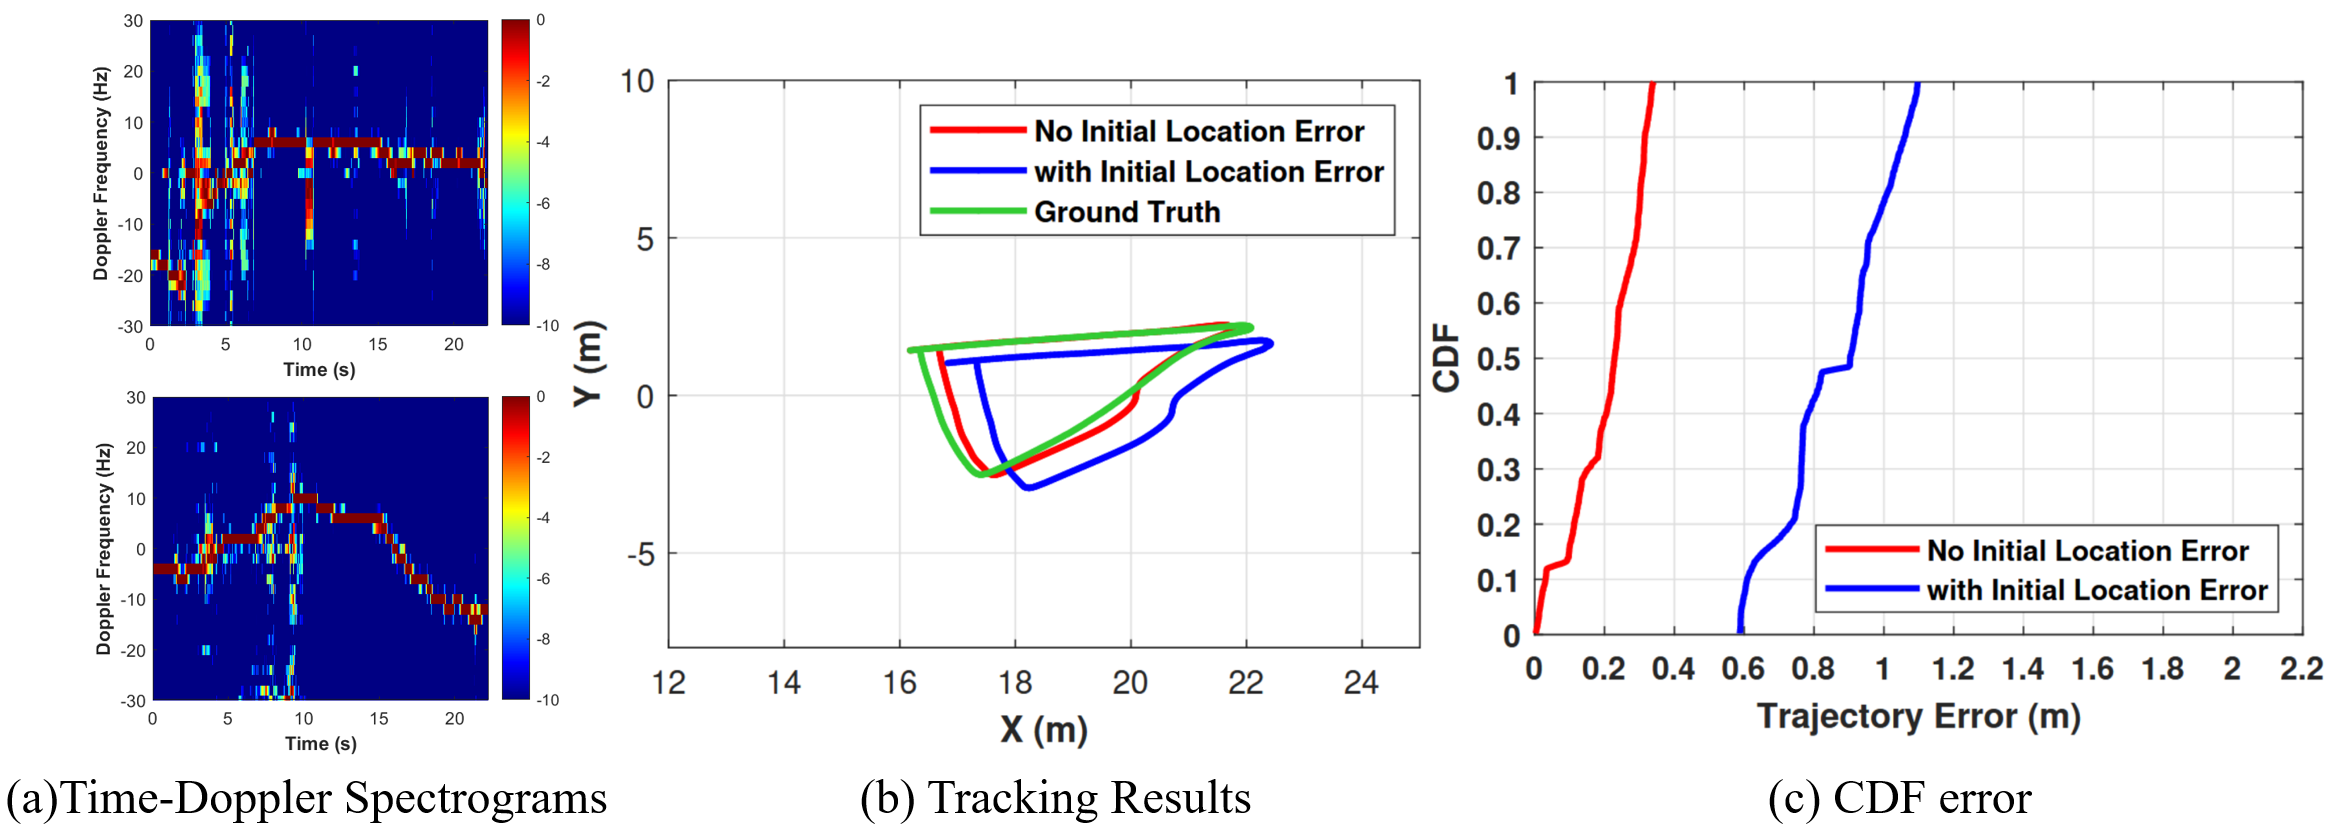 30
20
10
0
-10
-20
-30
Doppler Frequency (Hz)
0 5 10 15 20
Time (s)
0
-2
-4
-6
-8
-10
30
20
10
0
-10
-20
-30
Doppler Frequency (Hz)
0 5 10 15 20
Time (s)
0
-2
-4
-6
-8
-10
(a)Time-Doppler Spectrograms
10
5
0
-5
Y (m)
No Initial Location Error
with Initial Location Error
Ground Truth
12 14 16 18 20 22 24
X (m)
(b) Tracking Results
1
0.9
0.8
0.7
0.6
0.5
0.4
0.3
0.2
0.1
0
CDF
No Initial Location Error
with Initial Location Error
0 0.2 0.4 0.6 0.8 1 1.2 1.4 1.6 1.8 2 2.2
Trajectory Error (m)
(c) CDF error